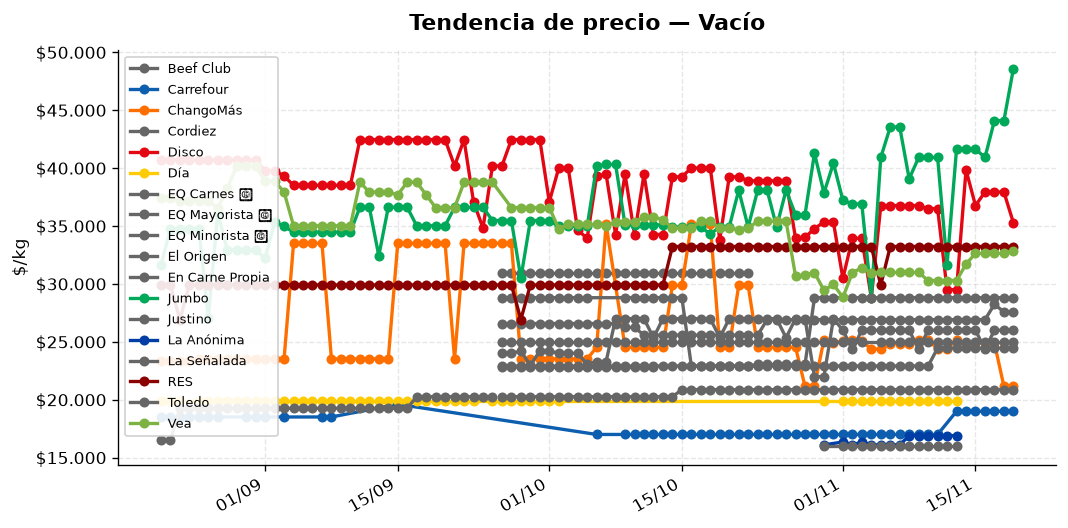 Tendencia de precio — Vacío
$/kg
$50.000
$45.000
$40.000
$35.000
$30.000
$25.000
$20.000
$15.000
Beef Club
Carrefour
ChangoMás
Cordiez
Disco
Día
EQ Carnes
EQ Mayorista
EQ Minorista
El Origen
En Carne Propia
Jumbo
Justino
La Anónima
La Señalada
RES
Toledo
Vea
01/09
15/09
01/10
15/10
01/11
15/11